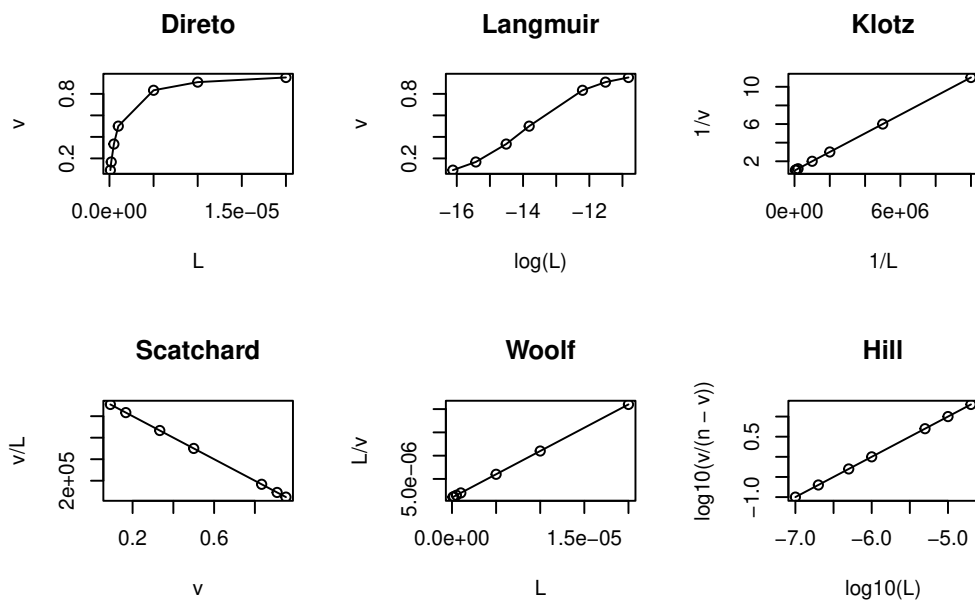 Direto
v
0.2 0.8
0.0e+00 1.5e-05
L
Langmuir
v
0.2 0.8
−16 −14 −12
log(L)
Klotz
1/v
2 6 10
0e+00 6e+06
1/L
Scatchard
v/L
2e+05
0.2 0.6
v
Woolf
L/v
5.0e-06
0.0e+00 1.5e-05
L
Hill
log10(v/(n − v))
−1.0 0.5
−7.0 −6.0 −5.0
log10(L)